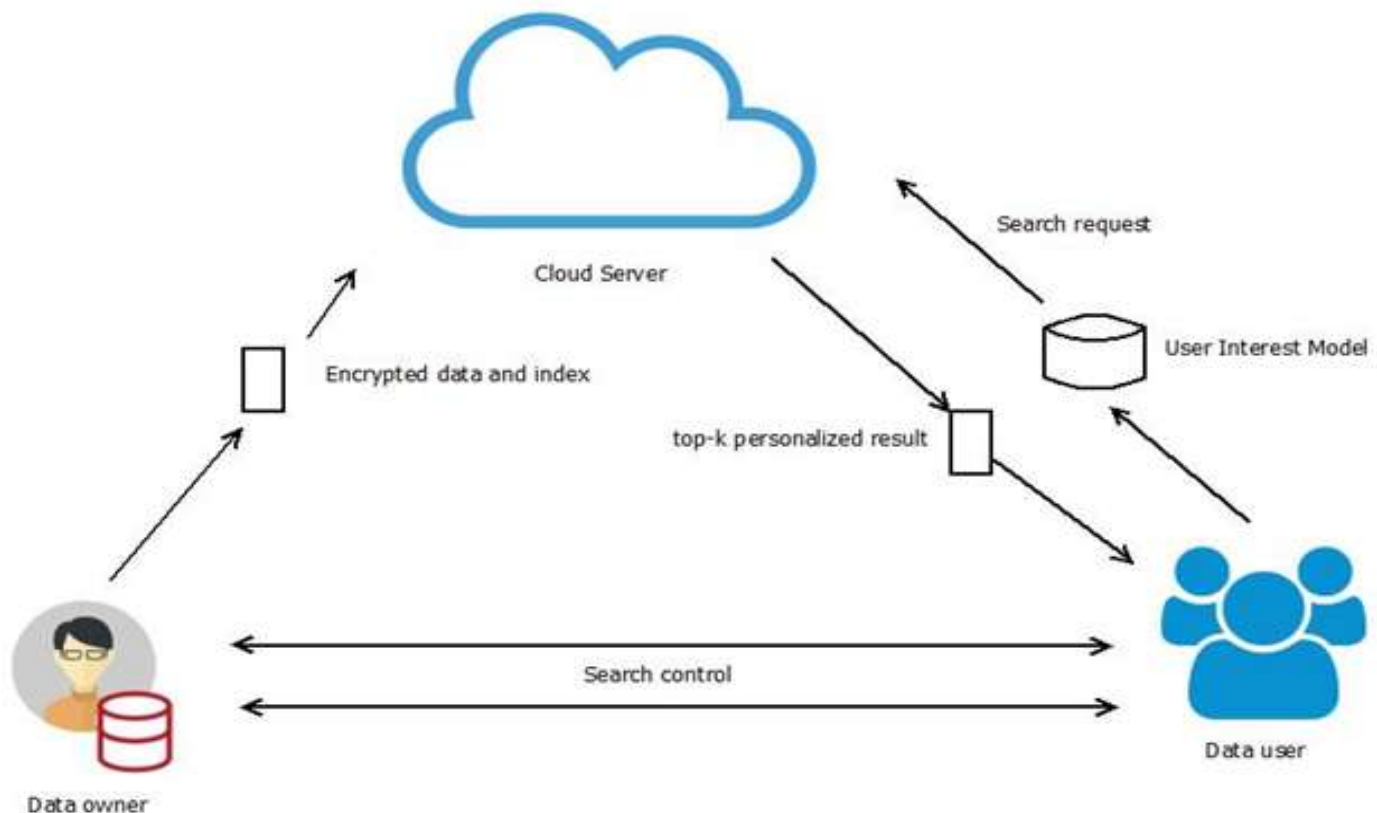 Search request
Cloud Server
User Interest Model
Encrypted data and index
top-k personalized result
Search control
Data user
Data owner